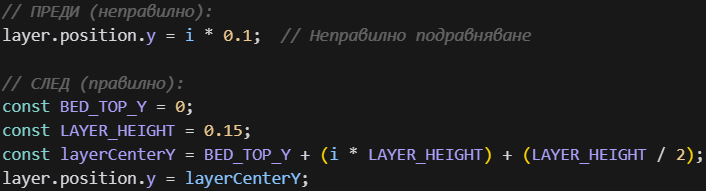 // ПРЕДИ (неправилно):
layer.position.y = i * 0.1;  // Неправилно подравняване
// СЛЕД (правилно):
const BED_TOP_Y = 0;
const LAYER_HEIGHT = 0.15;
const layerCenterY = BED_TOP_Y + (i * LAYER_HEIGHT) + (LAYER_HEIGHT / 2);
layer.position.y = layerCenterY;